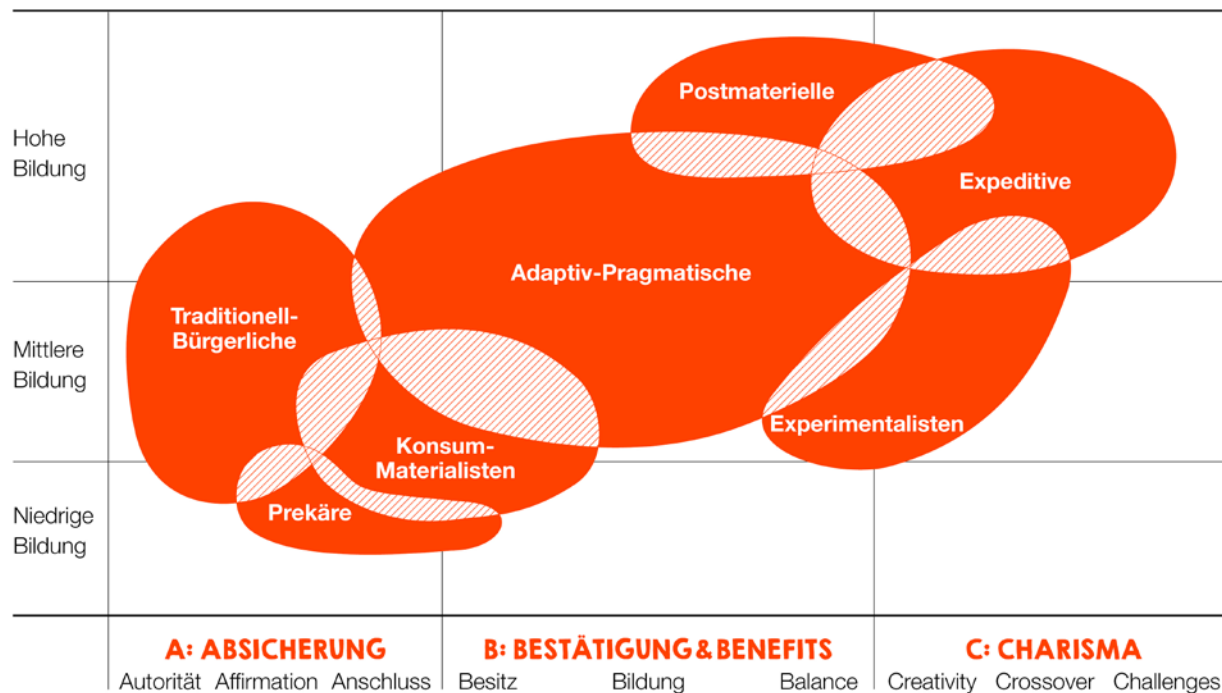 Hohe
Bildung
Postmaterielle
Expeditive
Adaptiv-Pragmatische
Traditionell-
Bürgerliche
Mittlere
Bildung
Experimentalisten
Konsum-
Materialisten
Prekäre
Niedrige
Bildung
A: ABSICHERUNG
B: BESTÄTIGUNG & BENEFITS
C: CHARISMA
Autorität Affirmation Anschluss Besitz Bildung Balance Creativity Crossover Challenges